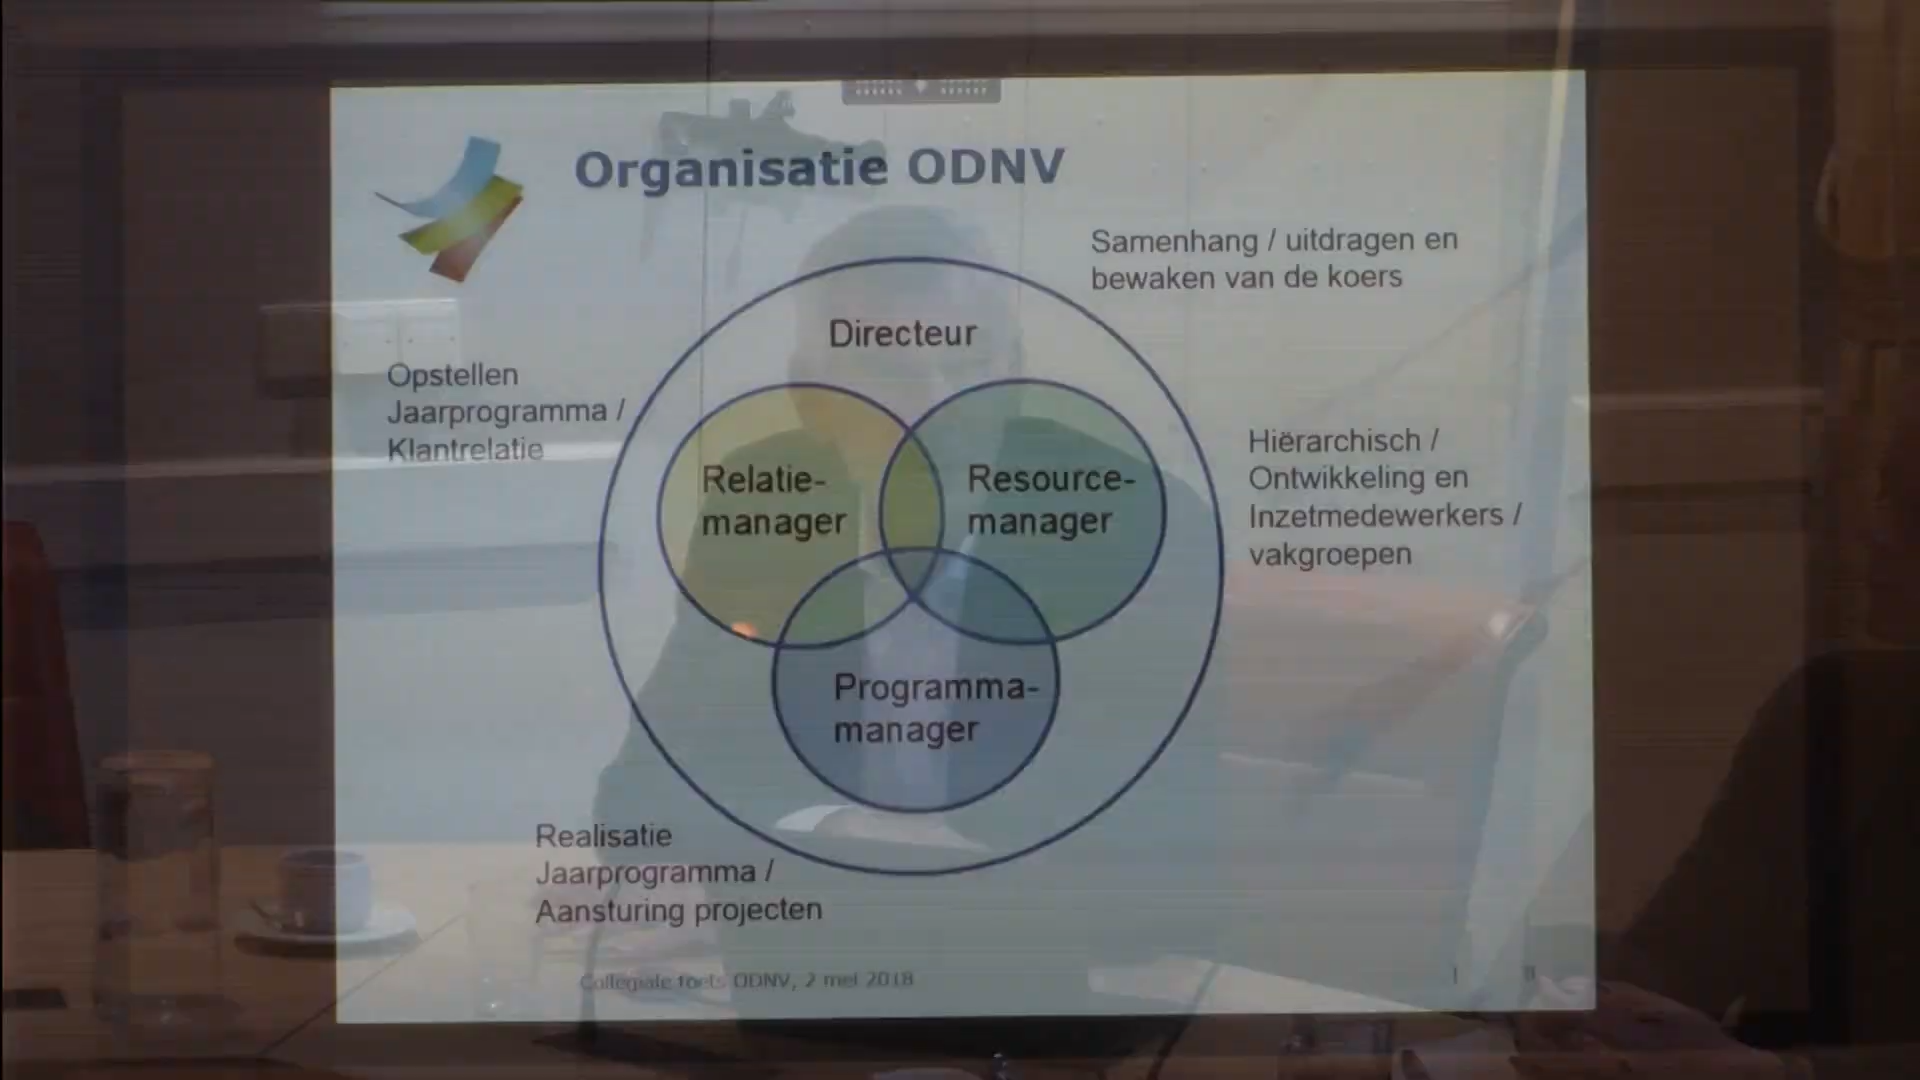 Organisatie ODNV
Samenhang / uitdragen en
bewaken van de koers
Directeur
Opstellen
Jaarprogramma /
Klantrelatie
Relatie-
manager
Resource-
manager
Hiërarchisch /
Ontwikkeling en
Inzetmedewerkers /
vakgroepen
Programma-
manager
Realisatie
Jaarprogramma /
Aansturing projecten
Collegiale toets ODNV, 2 mei 2018